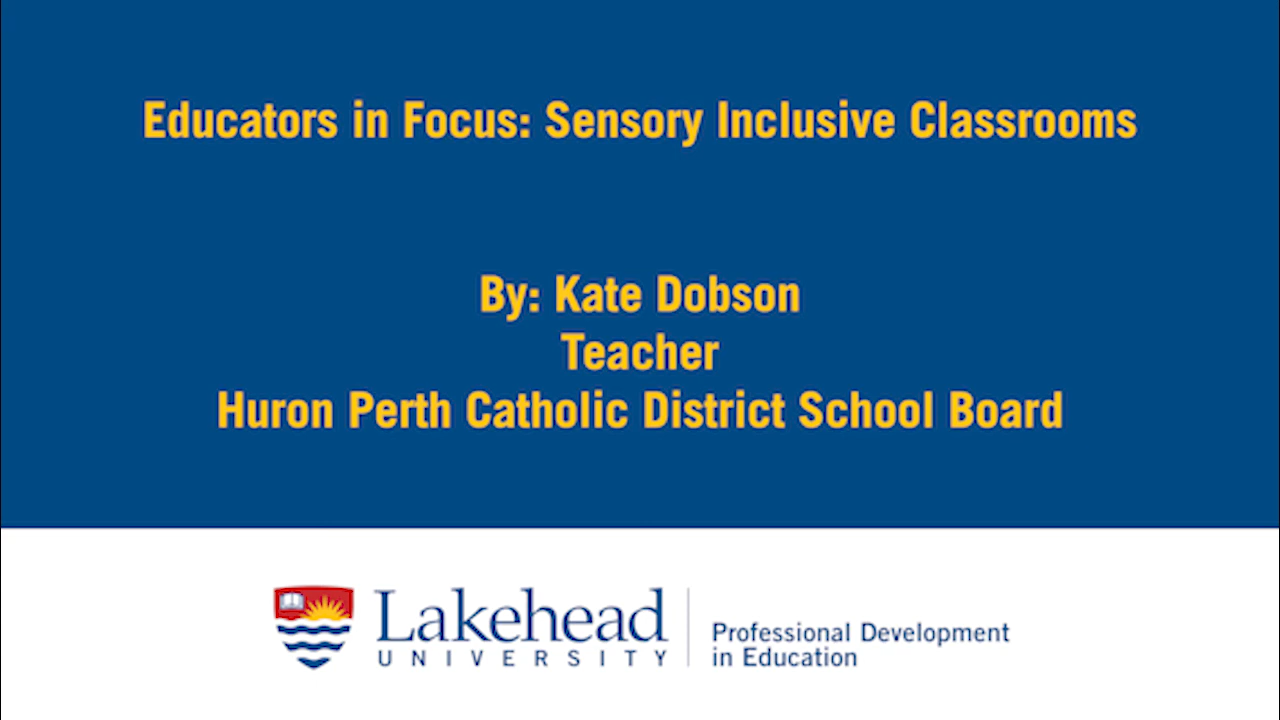 Educators in Focus: Sensory Inclusive Classrooms
By: Kate Dobson
Teacher
Huron Perth Catholic District School Board
Lakehead
UNIVERSITY
Professional Development
in Education